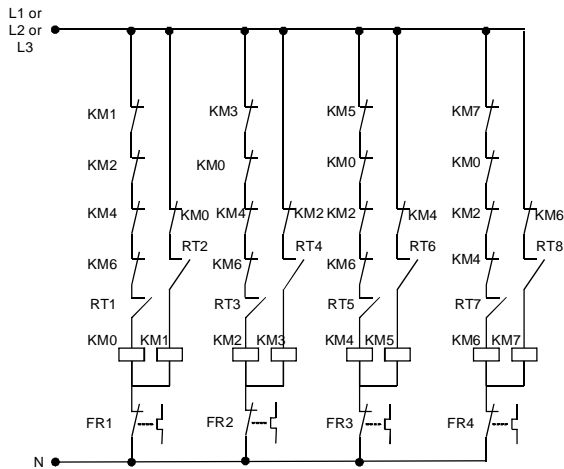 L1 or
L2 or
L3
KM1 KM3 KM5 KM7
KM2 KM0 KM0 KM0
KM4 KM0 KM4 KM2 KM2 KM4 KM2 KM6
RT2 RT4 RT6 RT8
KM6 KM6 KM6 KM4
RT1 RT3 RT5 RT7
KM0 KM1 KM2 KM3 KM4 KM5 KM6 KM7
FR1 FR2 FR3 FR4
N